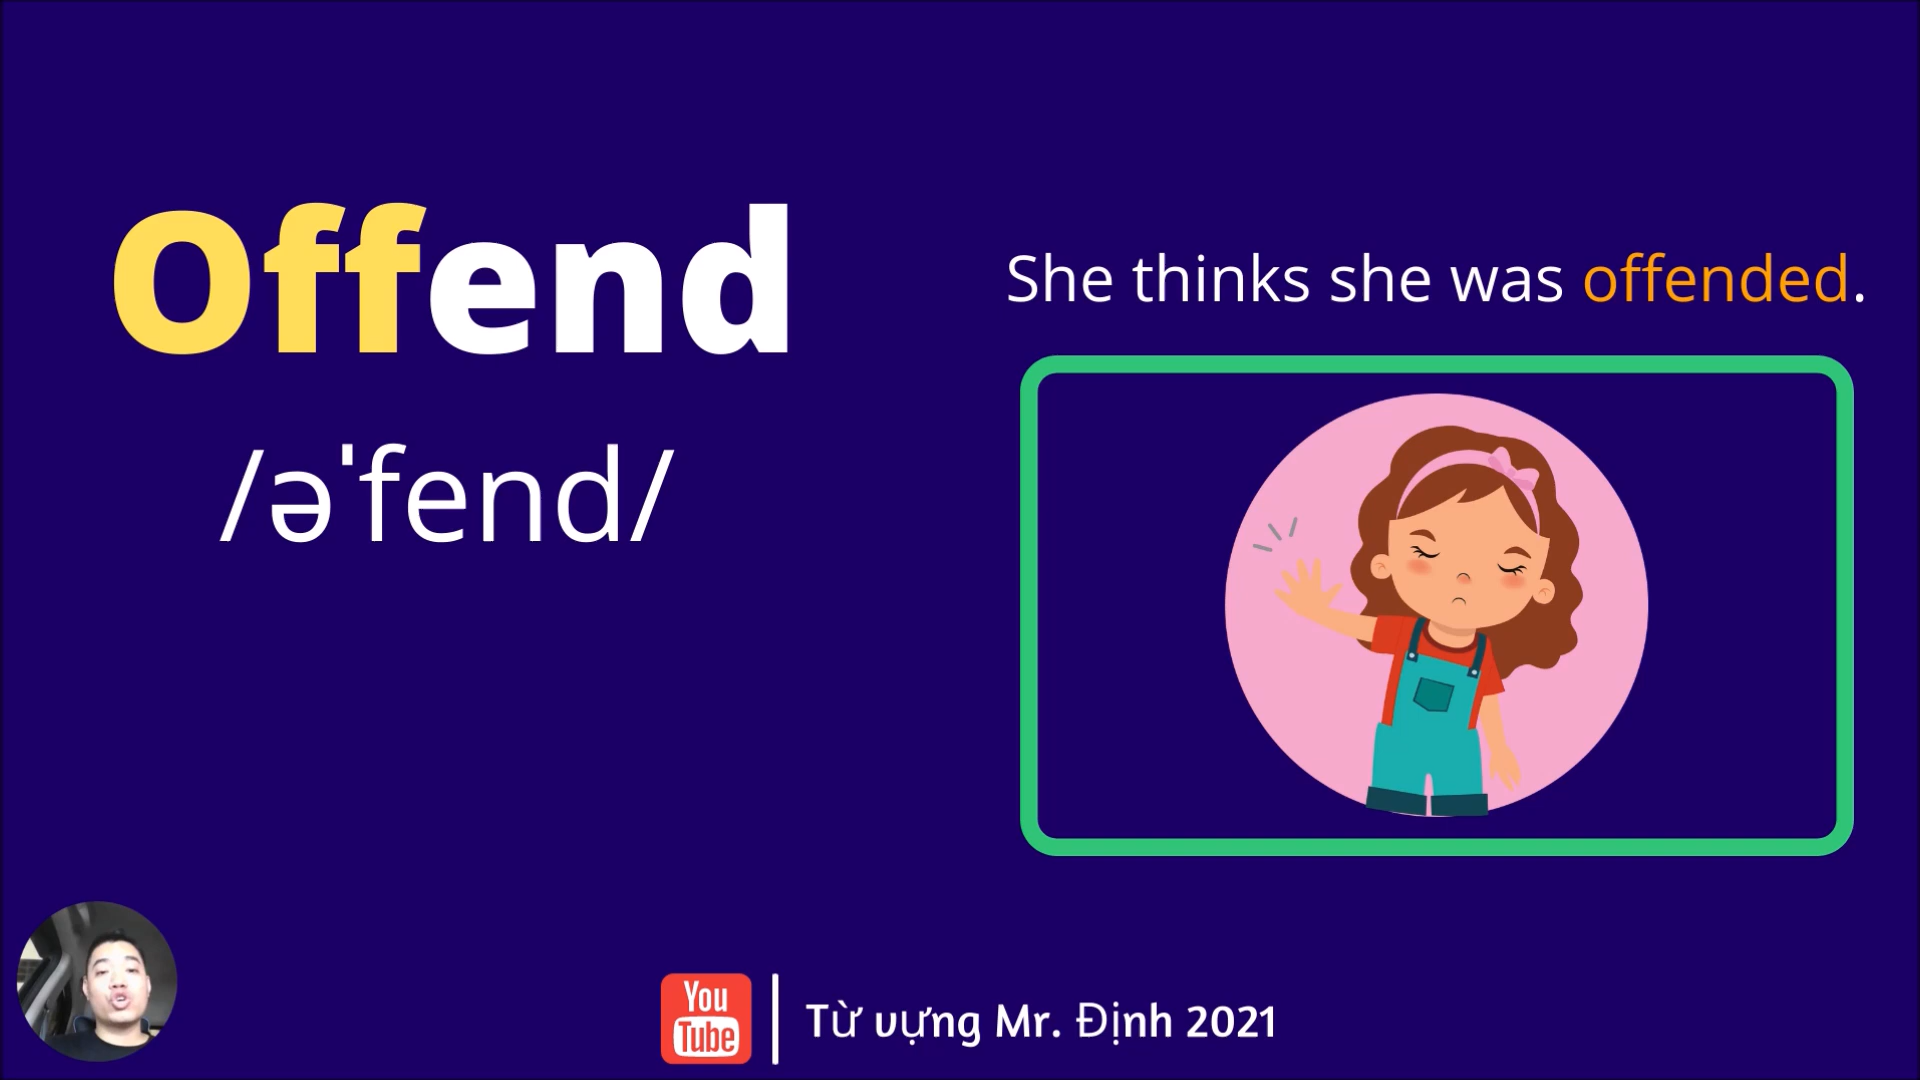 Offend
/əˈfend/
She thinks she was offended.
You
Tube
Từ vựng Mr. Định 2021